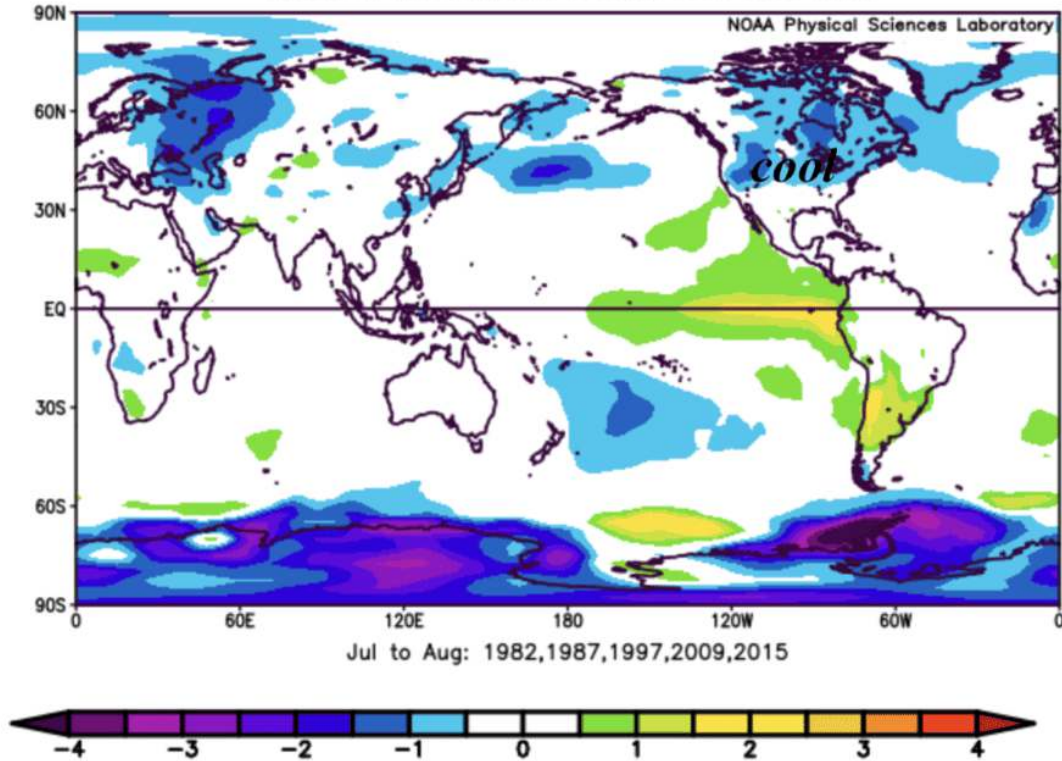 NOAA Physical Sciences Laboratory
90N
60N
cool
30N
EQ
30S
60S
90S
0 60E 120E 180 120W 60W 0
Jul to Aug: 1982,1987,1997,2009,2015
−4 −3 −2 −1 0 1 2 3 4